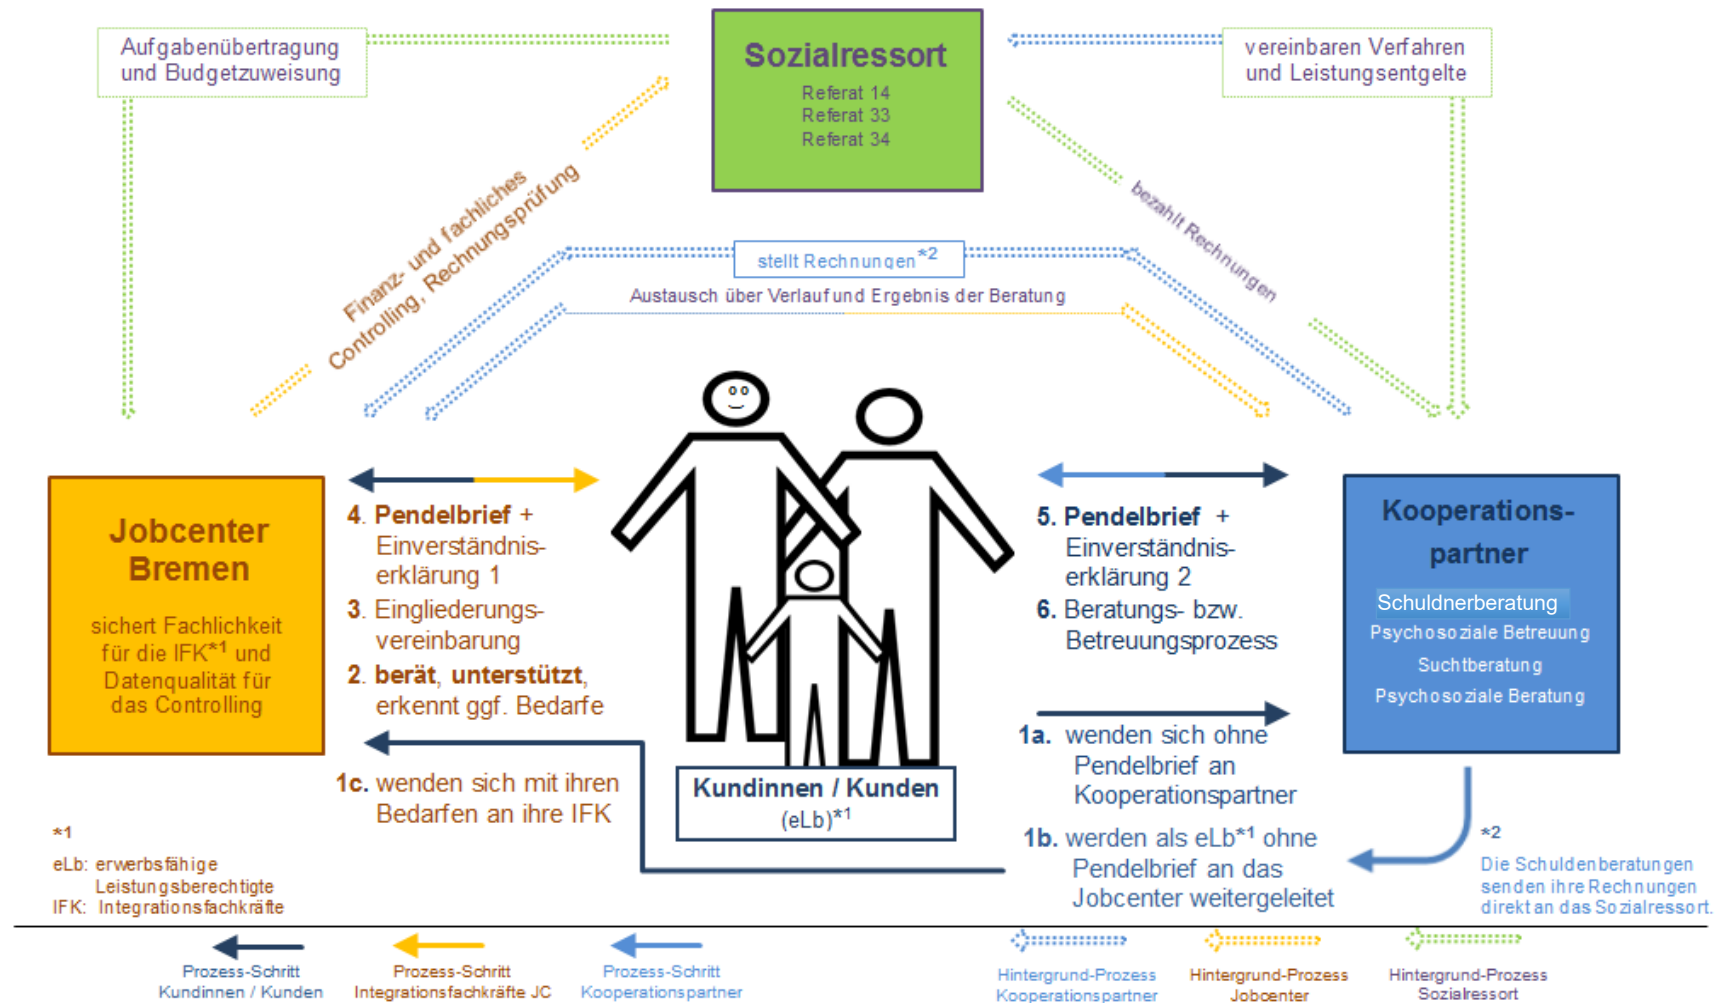 Aufgabenübertragung
und Budgetzuweisung
Sozialressort
Referat 14
Referat 33
Referat 34
vereinbaren Verfahren
und Leistungsentgelte
Finanz- und fachliches
Controlling, Rechnungsprüfung
bezahlt Rechnungen
stellt Rechnungen*2
Austausch über Verlauf und Ergebnis der Beratung
Jobcenter
Bremen
sichert Fachlichkeit
für die IFK*1 und
Datenqualität für
das Controlling
4. Pendelbrief +
Einverständnis-
erklärung 1
3. Eingliederungs-
vereinbarung
2. berät, unterstützt,
erkennt ggf. Bedarfe
1c. wenden sich mit ihren
Bedarfen an ihre IFK
Kundinnen / Kunden
(eLb)*1
5. Pendelbrief +
Einverständnis-
erklärung 2
6. Beratungs- bzw.
Betreuungsprozess
1a. wenden sich ohne
Pendelbrief an
Kooperationspartner
1b. werden als eLb*1 ohne
Pendelbrief an das
Jobcenter weitergeleitet
Kooperations-
partner
Schuldnerberatung
Psychosoziale Betreuung
Suchtberatung
Psychosoziale Beratung
*1
eLb: erwerbsfähige
Leistungsberechtigte
IFK: Integrationsfachkräfte
*2
Die Schuldenberatungen
senden ihre Rechnungen
direkt an das Sozialressort.
Prozess-Schritt
Kundinnen / Kunden
Prozess-Schritt
Integrationsfachkräfte JC
Prozess-Schritt
Kooperationspartner
Hintergrund-Prozess
Kooperationspartner
Hintergrund-Prozess
Jobcenter
Hintergrund-Prozess
Sozialressort